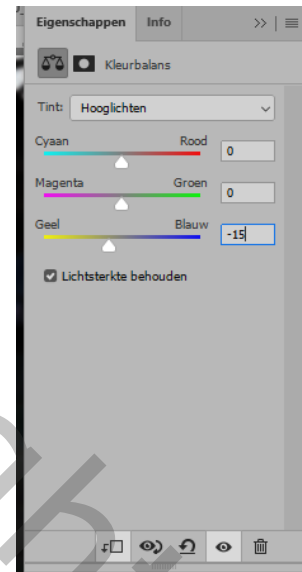 Eigenschappen Info
Kleurbalans
Tint: Hooglichten
Cyaan Rood 0
Magenta Groen 0
Geel Blauw -15
Lichtsterkte behouden